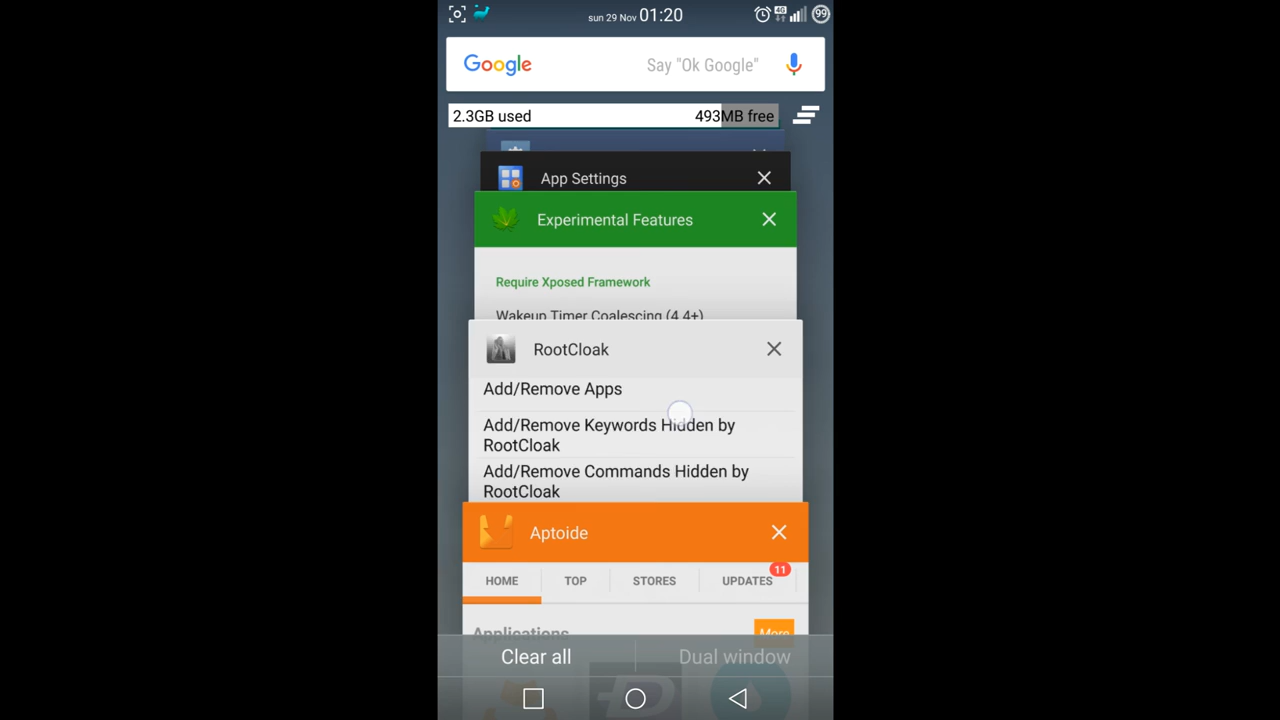 sun 29 Nov 01:20 4G 99
Google Say "Ok Google"
2.3GB used 493MB free
App Settings
Experimental Features
Require Xposed Framework
Wakeup Timer Coalescing (4.4+)
RootCloak
Add/Remove Apps
Add/Remove Keywords Hidden by
RootCloak
Add/Remove Commands Hidden by
RootCloak
Aptoide
HOME TOP STORES UPDATES 11
Applications More
Clear all Dual window